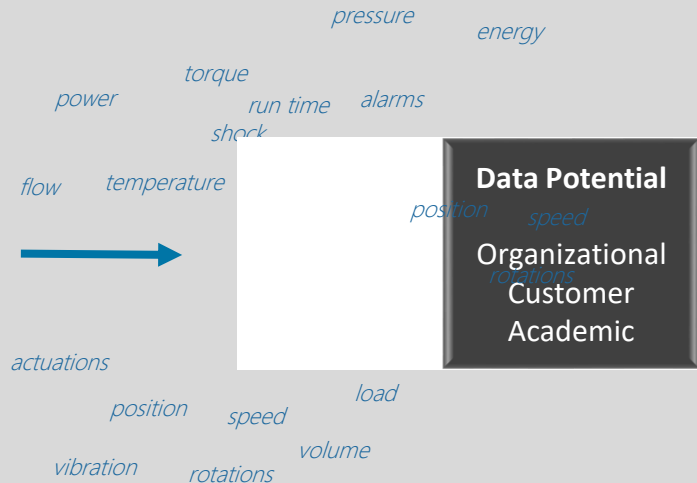 pressure
energy
torque
power
run time
alarms
shock
flow
temperature
Data Potential
position
speed
Organizational
rotations
Customer
Academic
actuations
position
speed
load
volume
vibration
rotations